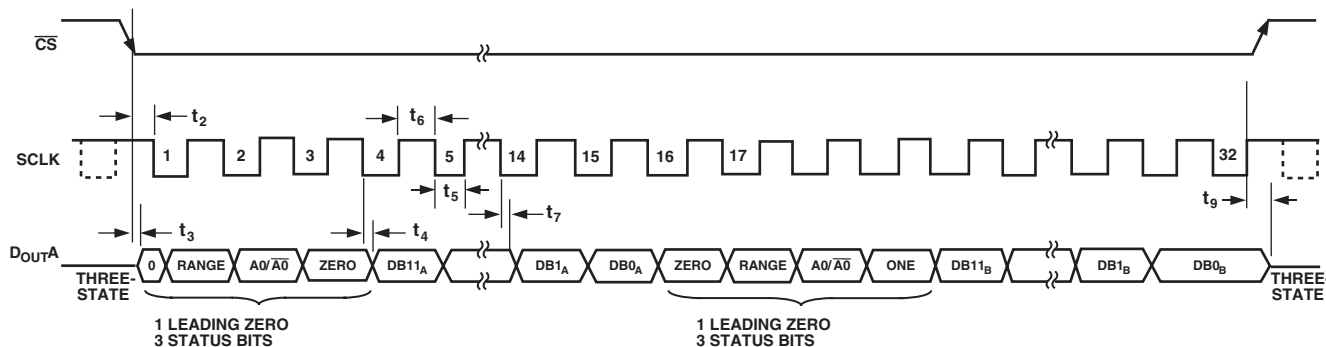 CS
t2
t6
SCLK
1 2 3 4 5 14 15 16 17 32
t5
t7
t9
t3
t4
DOUTA
0 RANGE A0/A0 ZERO DB11A DB1A DB0A ZERO RANGE A0/A0 ONE DB11B DB1B DB0B
THREE-
STATE
THREE-
STATE
1 LEADING ZERO
3 STATUS BITS
1 LEADING ZERO
3 STATUS BITS